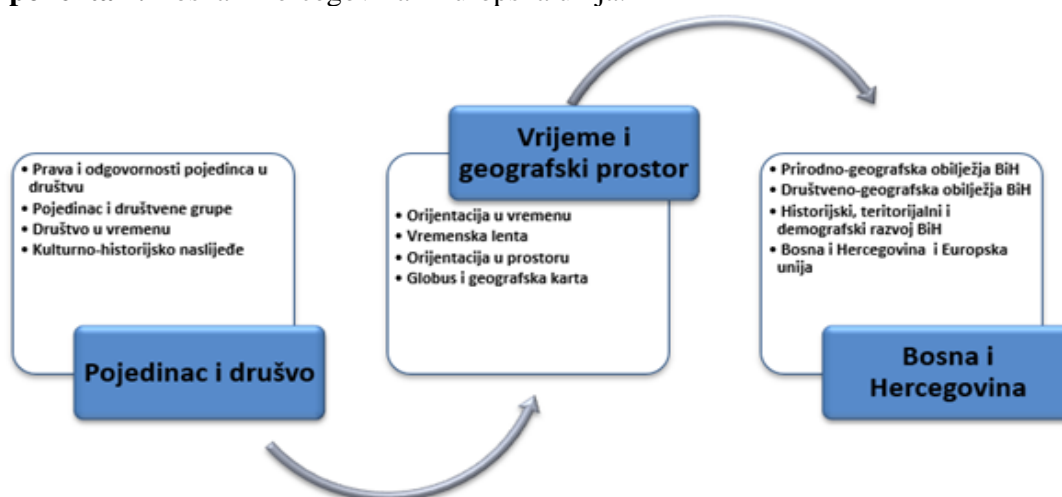 • Prava i odgovornosti pojedinca u
društvu
• Pojedinac i društvene grupe
• Društvo u vremenu
• Kulturno-historijsko naslijeđe
Pojedinac i drušvo
Vrijeme i
geografski prostor
• Orijentacija u vremenu
• Vremenska lenta
• Orijentacija u prostoru
• Globus i geografska karta
• Prirodno-geografska obilježja BiH
• Društveno-geografska obilježja BiH
• Historijski, teritorijalni i
demografski razvoj BiH
• Bosna i Hercegovina i Europska
unija
Bosna i
Hercegovina